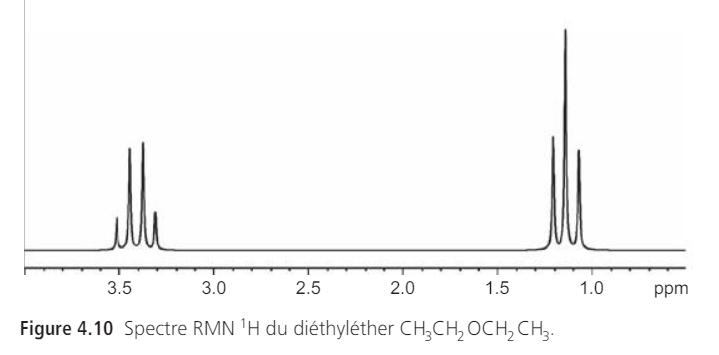 3.5 3.0 2.5 2.0 1.5 1.0 ppm
Figure 4.10 Spectre RMN ¹H du diéthyléther CH₃CH₂OCH₂CH₃.